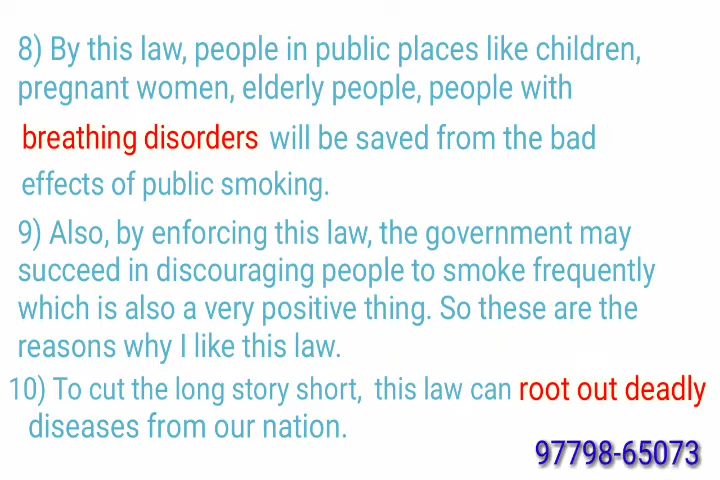 8) By this law, people in public places like children,
pregnant women, elderly people, people with
breathing disorders will be saved from the bad
effects of public smoking.
9) Also, by enforcing this law, the government may
succeed in discouraging people to smoke frequently
which is also a very positive thing. So these are the
reasons why I like this law.
10) To cut the long story short, this law can root out deadly
diseases from our nation.
97798-65073